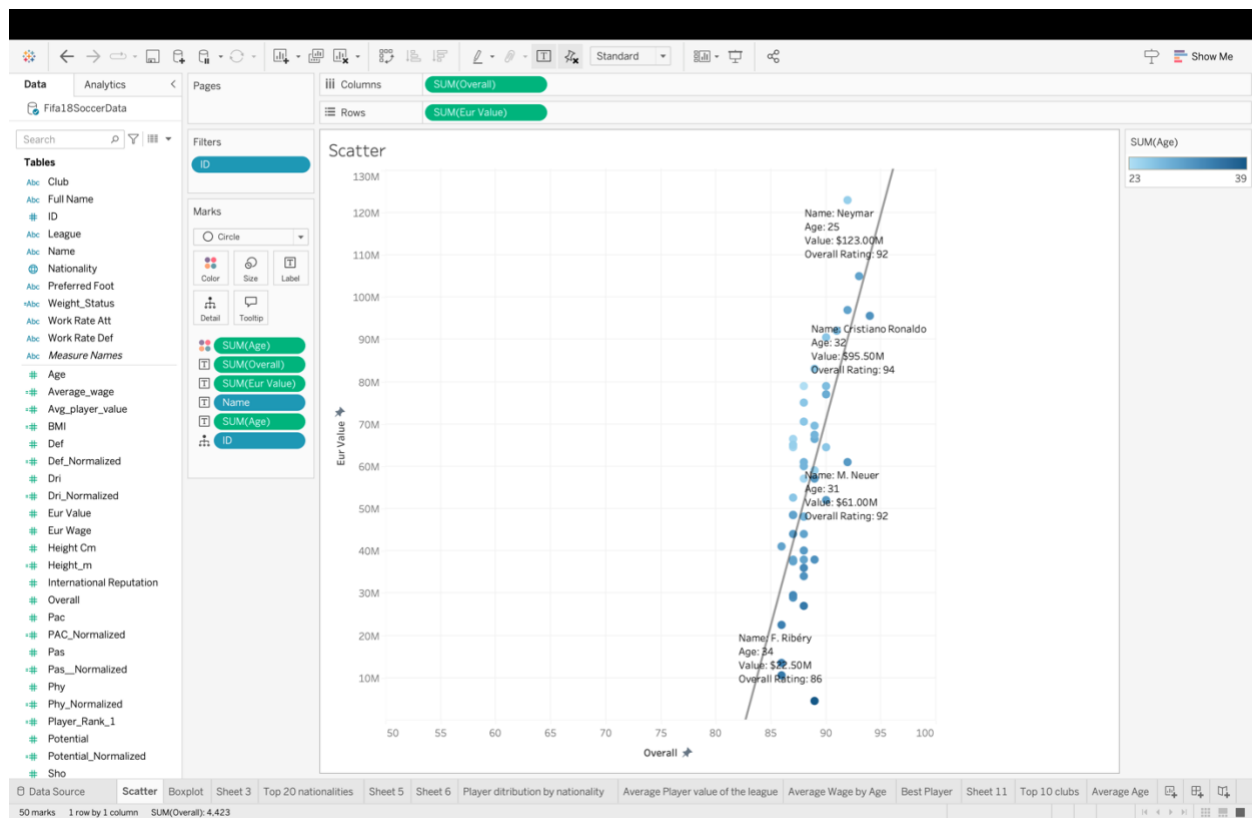 Standard
Show Me
Data
Analytics
Fifa18SoccerData
Search
Tables
Abc Club
Abc Full Name
# ID
Abc League
Abc Name
Nationality
Abc Preferred Foot
=Abc Weight_Status
Abc Work Rate Att
Abc Work Rate Def
Abc Measure Names
# Age
=# Average_wage
=# Avg_player_value
=# BMI
# Def
=# Def_Normalized
# Dri
=# Dri_Normalized
# Eur Value
# Eur Wage
# Height Cm
=# Height_m
# International Reputation
# Overall
# Pac
=# PAC_Normalized
# Pas
=# Pas__Normalized
# Phy
=# Phy_Normalized
=# Player_Rank_1
# Potential
=# Potential_Normalized
# Sho
Pages
Filters
ID
Marks
Circle
Color Size Label
Detail Tooltip
SUM(Age)
SUM(Overall)
SUM(Eur Value)
Name
SUM(Age)
ID
Columns
SUM(Overall)
Rows
SUM(Eur Value)
Scatter
130M
120M
110M
100M
90M
80M
70M
60M
50M
40M
30M
20M
10M
Eur Value
Name: Neymar
Age: 25
Value: $123.00M
Overall Rating: 92
Name: Cristiano Ronaldo
Age: 32
Value: $95.50M
Overall Rating: 94
Name: M. Neuer
Age: 31
Value: $61.00M
Overall Rating: 92
Name: F. Ribéry
Age: 34
Value: $22.50M
Overall Rating: 86
50 55 60 65 70 75 80 85 90 95 100
Overall
SUM(Age)
23 39
Data Source Scatter Boxplot Sheet 3 Top 20 nationalities Sheet 5 Sheet 6 Player ditribution by nationality Average Player value of the league Average Wage by Age Best Player Sheet 11 Top 10 clubs Average Age
50 marks 1 row by 1 column SUM(Overall): 4,423